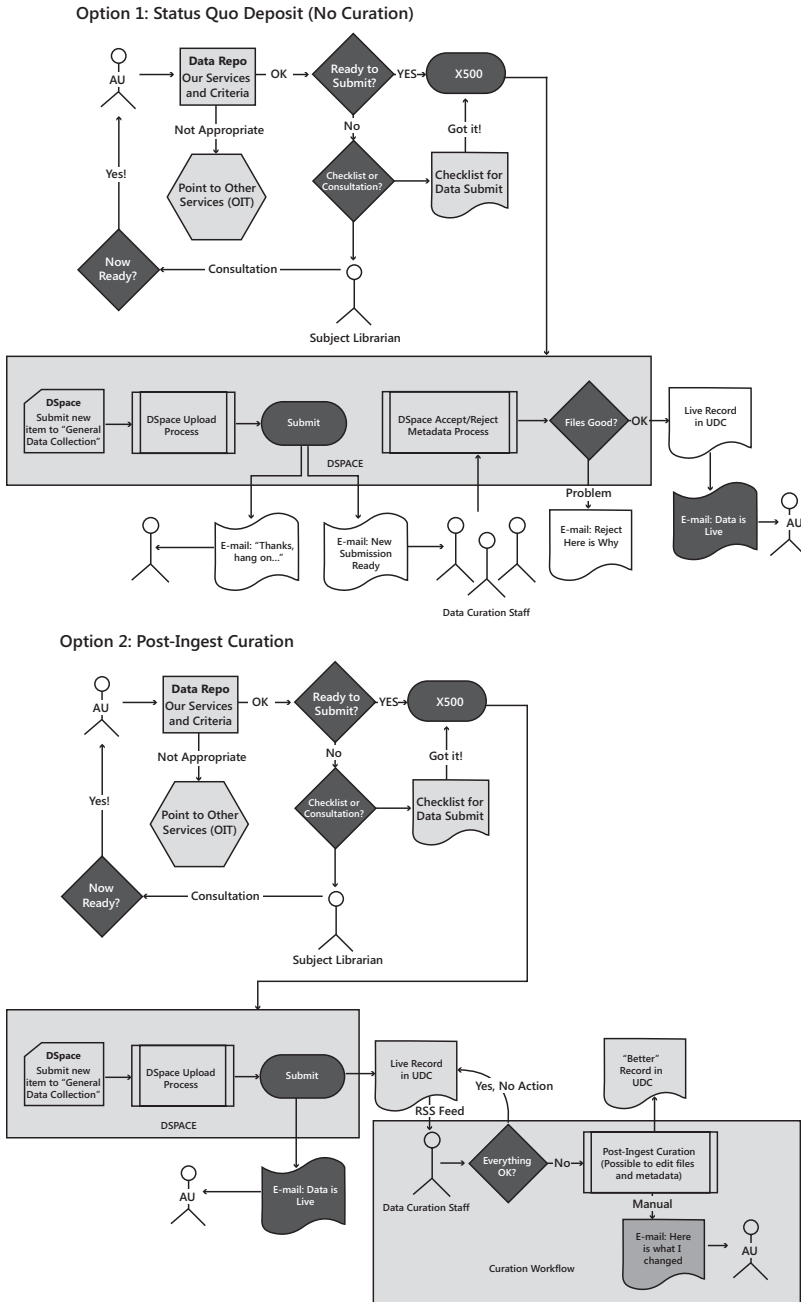 Option 1: Status Quo Deposit (No Curation)
AU
Data Repo
Our Services
and Criteria
OK
Ready to
Submit?
YES
X500
Not Appropriate
No
Got it!
Yes!
Point to Other
Services (OIT)
Checklist or
Consultation?
Checklist for
Data Submit
Now
Ready?
Consultation
Subject Librarian
DSpace
Submit new
item to “General
Data Collection”
DSpace Upload
Process
Submit
DSpace Accept/Reject
Metadata Process
Files Good?
OK
Live Record
in UDC
DSPACE
Problem
E-mail: “Thanks,
hang on...”
E-mail: New
Submission
Ready
E-mail: Reject
Here is Why
E-mail: Data is
Live
AU
Data Curation Staff
Option 2: Post-Ingest Curation
AU
Data Repo
Our Services
and Criteria
OK
Ready to
Submit?
YES
X500
Not Appropriate
No
Got it!
Yes!
Point to Other
Services (OIT)
Checklist or
Consultation?
Checklist for
Data Submit
Now
Ready?
Consultation
Subject Librarian
DSpace
Submit new
item to “General
Data Collection”
DSpace Upload
Process
Submit
DSPACE
Live Record
in UDC
“Better”
Record in
UDC
Yes, No Action
RSS Feed
Data Curation Staff
Everything
OK?
No
Post-Ingest Curation
(Possible to edit files
and metadata)
Manual
AU
E-mail: Data is
Live
E-mail: Here
is what I
changed
AU
Curation Workflow